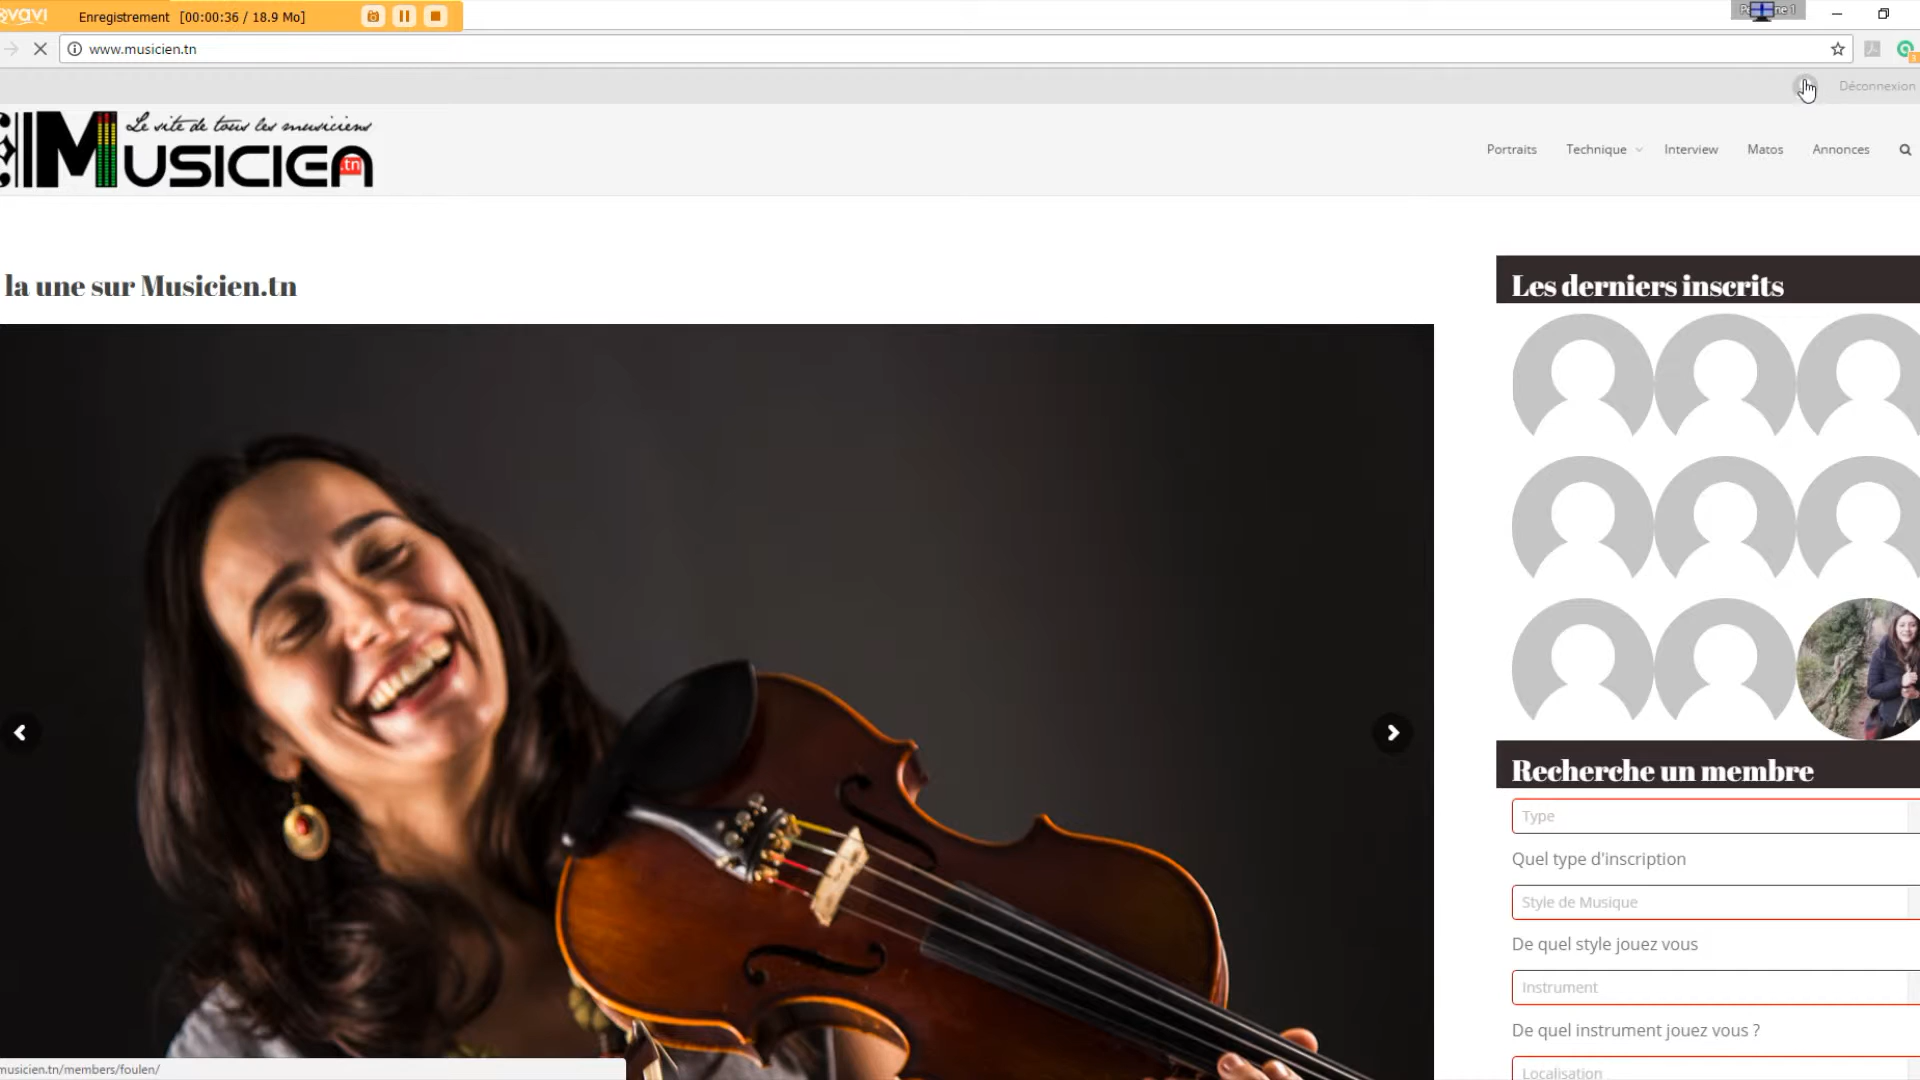 Enregistrement [00:00:36 / 18.9 Mo]
www.musicien.tn
Déconnexion
Le site de tous les musiciens
MUSICIEN .tn
Portraits Technique Interview Matos Annonces
la une sur Musicien.tn
Les derniers inscrits
Recherche un membre
Type
Quel type d'inscription
Style de Musique
De quel style jouez vous
Instrument
De quel instrument jouez vous ?
Localisation
musicien.tn/members/foulen/